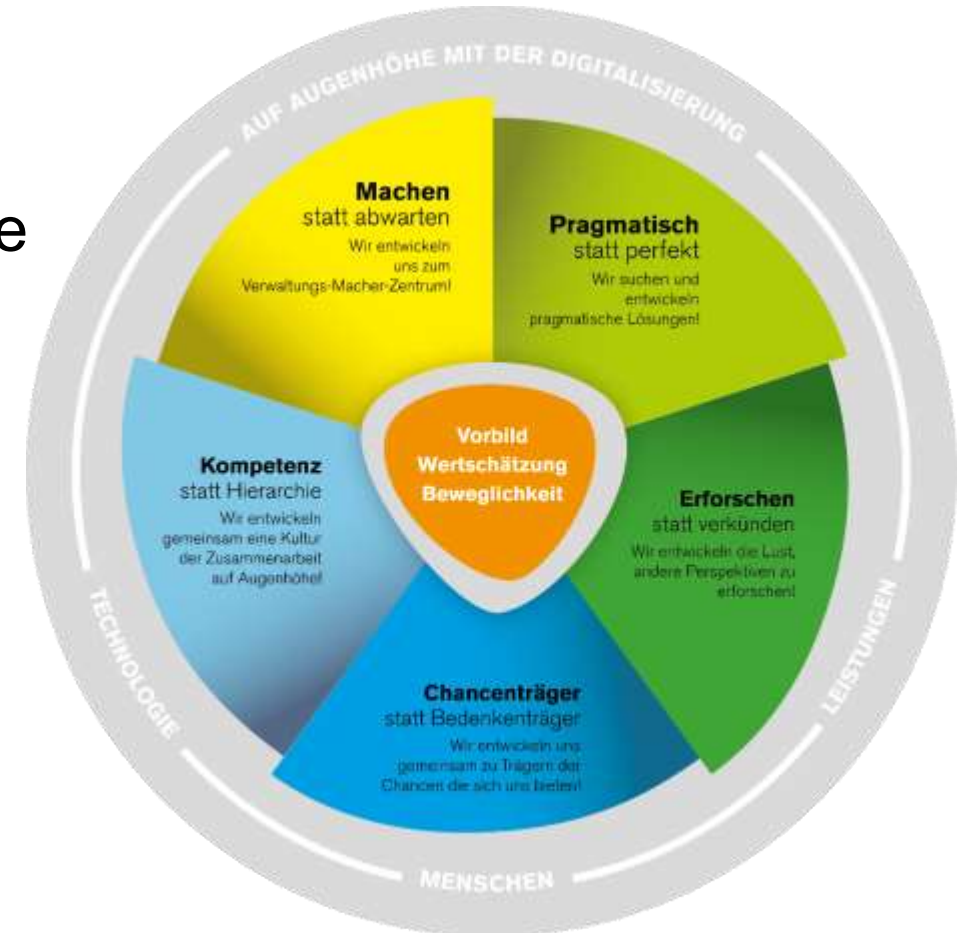 AUF AUGENHÖHE MIT DER DIGITALISIERUNG
e
Machen
statt abwarten
Wir entwickeln
uns zum
Verwaltungs-Macher-Zentrum!
Pragmatisch
statt perfekt
Wir suchen und
entwickeln
pragmatische Lösungen!
Vorbild
Wertschätzung
Beweglichkeit
Kompetenz
statt Hierarchie
Wir entwickeln
gemeinsam eine Kultur
der Zusammenarbeit
auf Augenhöhe!
Erforschen
statt verkünden
Wir entwickeln die Lust,
andere Perspektiven zu
erforschen!
Chancenträger
statt Bedenkenträger
Wir entwickeln uns
gemeinsam zu Trägern der
Chancen die sich uns bieten!
TECHNOLOGIE
LEISTUNGEN
MENSCHEN